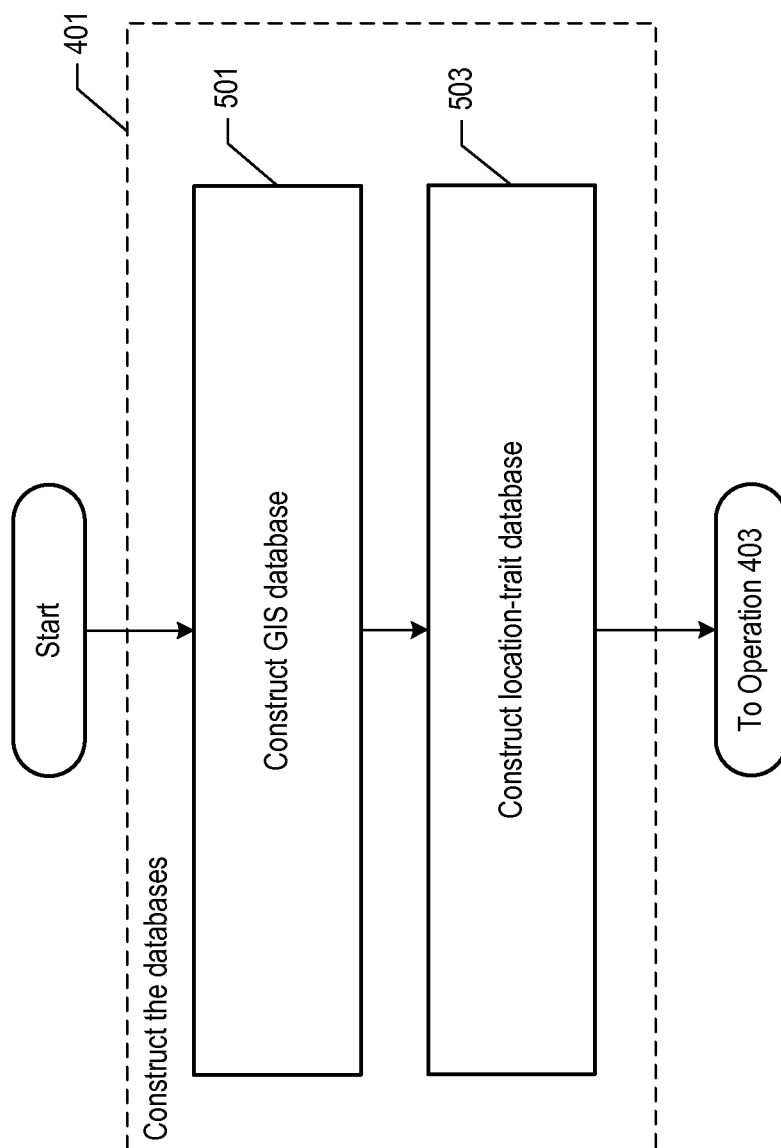 Start
401
Construct the databases
501
Construct GIS database
503
Construct location-trait database
To Operation 403